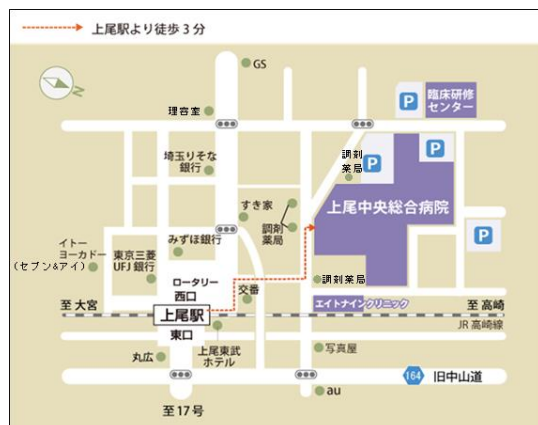 上尾駅より徒歩3分
GS
N
P
臨床研修
センター
理容室
P
P
調剤
薬局
埼玉りそな
銀行
上尾中央総合病院
すき家
調剤
薬局
P
イトー
ヨーカドー
(セブン&アイ)
東京三菱
UFJ 銀行
みずほ銀行
ロータリー
西口
交番
調剤薬局
エイトナインクリニック
至 大宮
至 高崎
上尾駅
JR 高崎線
東口
丸広
上尾東武
ホテル
写真屋
164
旧中山道
au
至17号